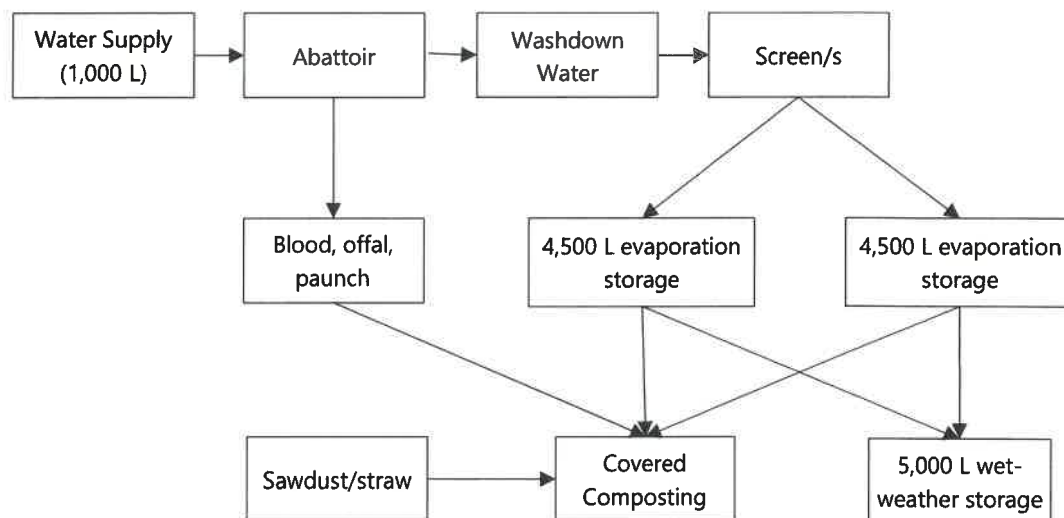 Water Supply
(1,000 L)
Abattoir
Washdown
Water
Screen/s
Blood, offal,
paunch
4,500 L evaporation
storage
4,500 L evaporation
storage
Sawdust/straw
Covered
Composting
5,000 L wet-
weather storage